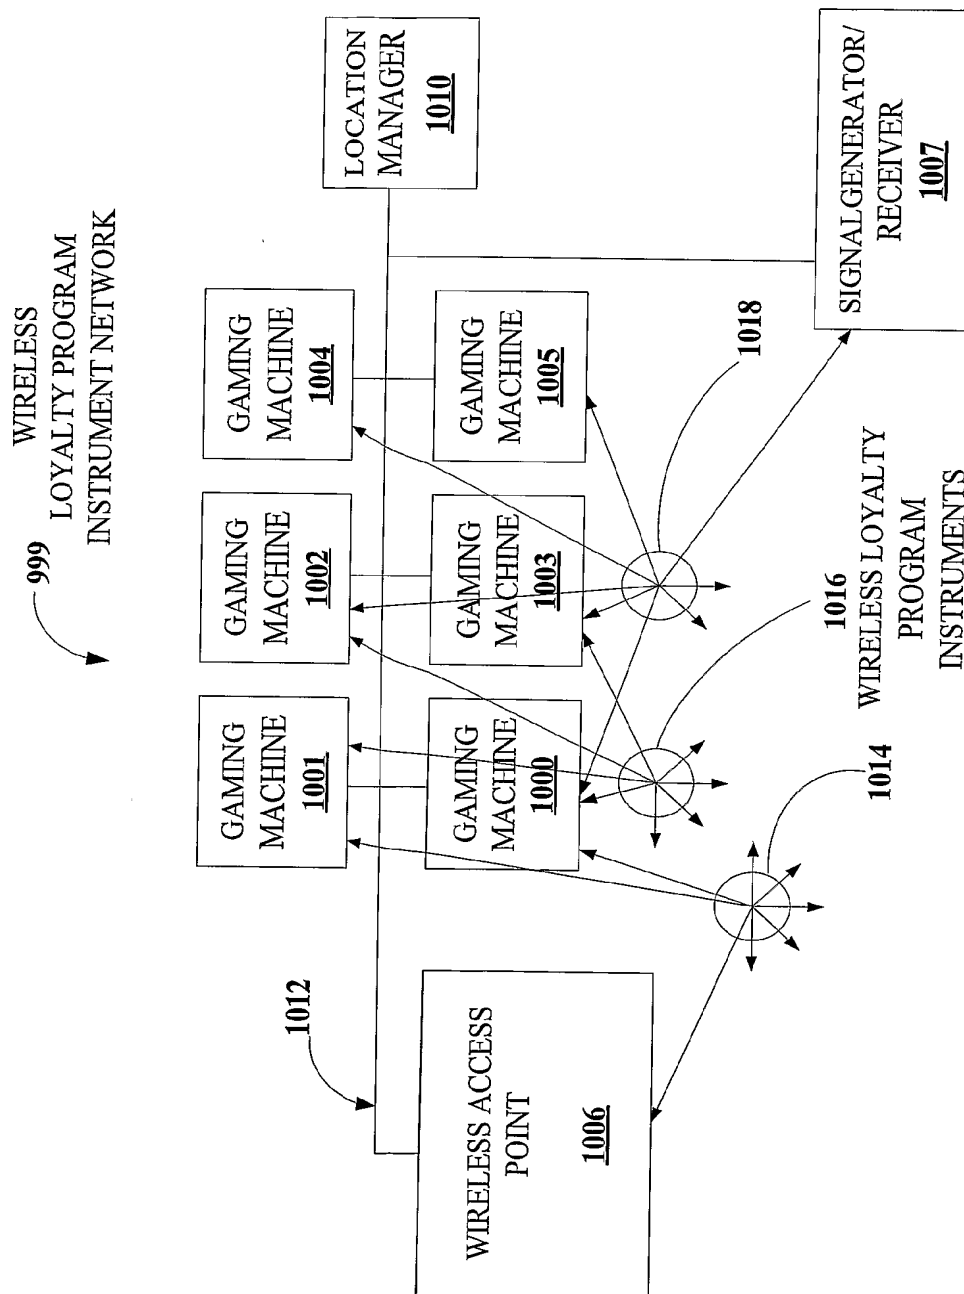 WIRELESS
LOYALTY PROGRAM
INSTRUMENT NETWORK
999
GAMING
MACHINE
1001
GAMING
MACHINE
1002
GAMING
MACHINE
1004
1012
LOCATION
MANAGER
1010
WIRELESS ACCESS
POINT
1006
GAMING
MACHINE
1000
GAMING
MACHINE
1003
GAMING
MACHINE
1005
1018
1016
1014
WIRELESS LOYALTY
PROGRAM
INSTRUMENTS
SIGNALGENERATOR/
RECEIVER
1007